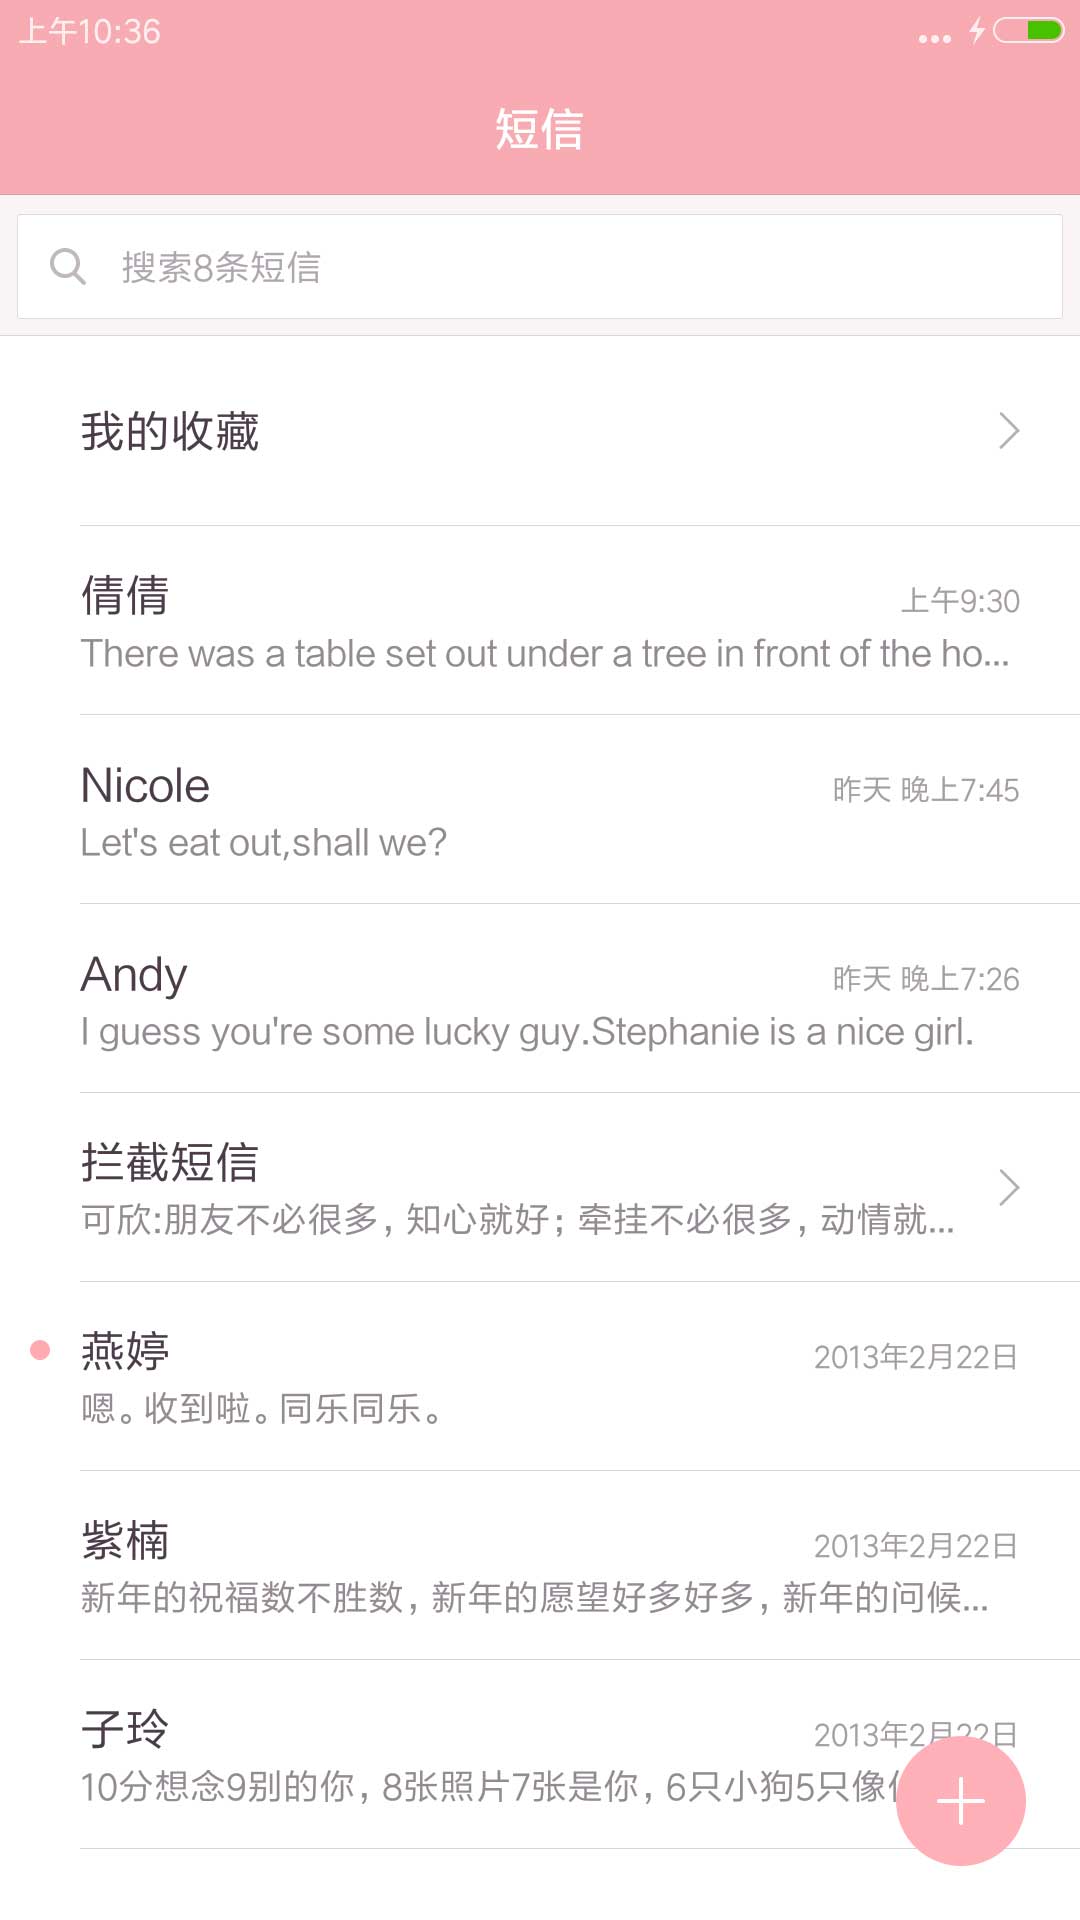 上午10:36
短信
搜索8条短信
我的收藏
倩倩
上午9:30
There was a table set out under a tree in front of the ho...
Nicole
昨天 晚上7:45
Let's eat out,shall we?
Andy
昨天 晚上7:26
I guess you're some lucky guy.Stephanie is a nice girl.
拦截短信
可欣:朋友不必很多，知心就好；牵挂不必很多，动情就...
燕婷
2013年2月22日
嗯。收到啦。同乐同乐。
紫楠
2013年2月22日
新年的祝福数不胜数，新年的愿望好多好多，新年的问候...
子玲
2013年2月22日
10分想念9别的你，8张照片7张是你，6只小狗5只像